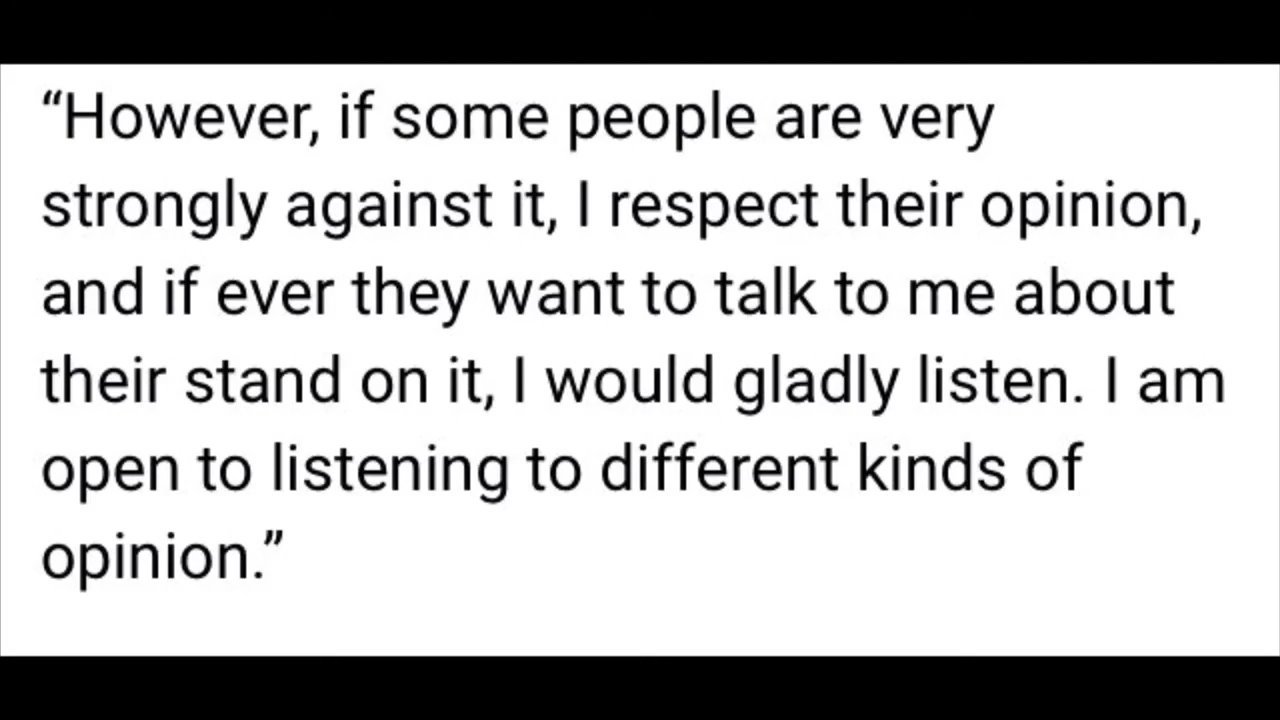 “However, if some people are very
strongly against it, I respect their opinion,
and if ever they want to talk to me about
their stand on it, I would gladly listen. I am
open to listening to different kinds of
opinion.”